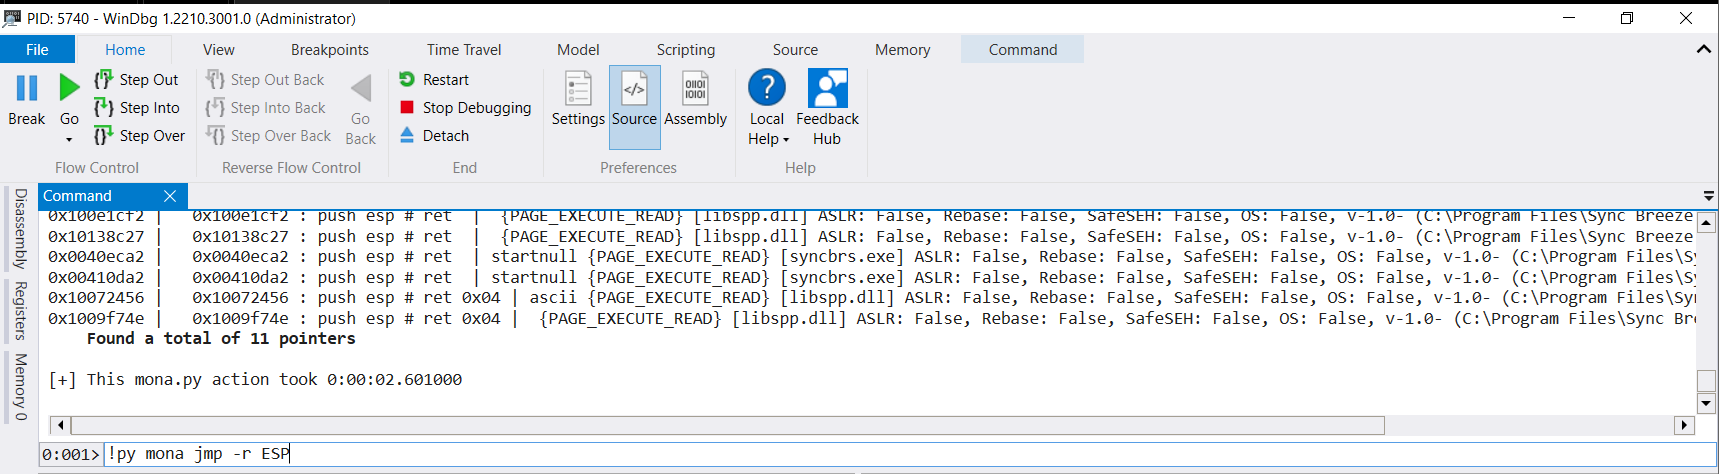 PID: 5740 - WinDbg 1.2210.3001.0 (Administrator)
File Home View Breakpoints Time Travel Model Scripting Source Memory Command
Break
Go
Step Out
Step Into
Step Over
Flow Control
Step Out Back
Step Into Back
Step Over Back
Go
Back
Reverse Flow Control
Restart
Stop Debugging
Detach
End
Settings
Source
Assembly
Preferences
Local
Help
Feedback
Hub
Help
Disassembly
Registers
Memory 0
Command
0x100e1cf2 | 0x100e1cf2 : push esp # ret | {PAGE_EXECUTE_READ} [libspp.dll] ASLR: False, Rebase: False, SafeSEH: False, OS: False, v-1.0- (C:\Program Files\Sync Breeze
0x10138c27 | 0x10138c27 : push esp # ret | {PAGE_EXECUTE_READ} [libspp.dll] ASLR: False, Rebase: False, SafeSEH: False, OS: False, v-1.0- (C:\Program Files\Sync Breeze
0x0040eca2 | 0x0040eca2 : push esp # ret | startnull {PAGE_EXECUTE_READ} [syncbrs.exe] ASLR: False, Rebase: False, SafeSEH: False, OS: False, v-1.0- (C:\Program Files\Sy
0x00410da2 | 0x00410da2 : push esp # ret | startnull {PAGE_EXECUTE_READ} [syncbrs.exe] ASLR: False, Rebase: False, SafeSEH: False, OS: False, v-1.0- (C:\Program Files\Sy
0x10072456 | 0x10072456 : push esp # ret 0x04 | ascii {PAGE_EXECUTE_READ} [libspp.dll] ASLR: False, Rebase: False, SafeSEH: False, OS: False, v-1.0- (C:\Program Files\Syn
0x1009f74e | 0x1009f74e : push esp # ret 0x04 | {PAGE_EXECUTE_READ} [libspp.dll] ASLR: False, Rebase: False, SafeSEH: False, OS: False, v-1.0- (C:\Program Files\Sync Bre
Found a total of 11 pointers
[+] This mona.py action took 0:00:02.601000
0:001> !py mona jmp -r ESP